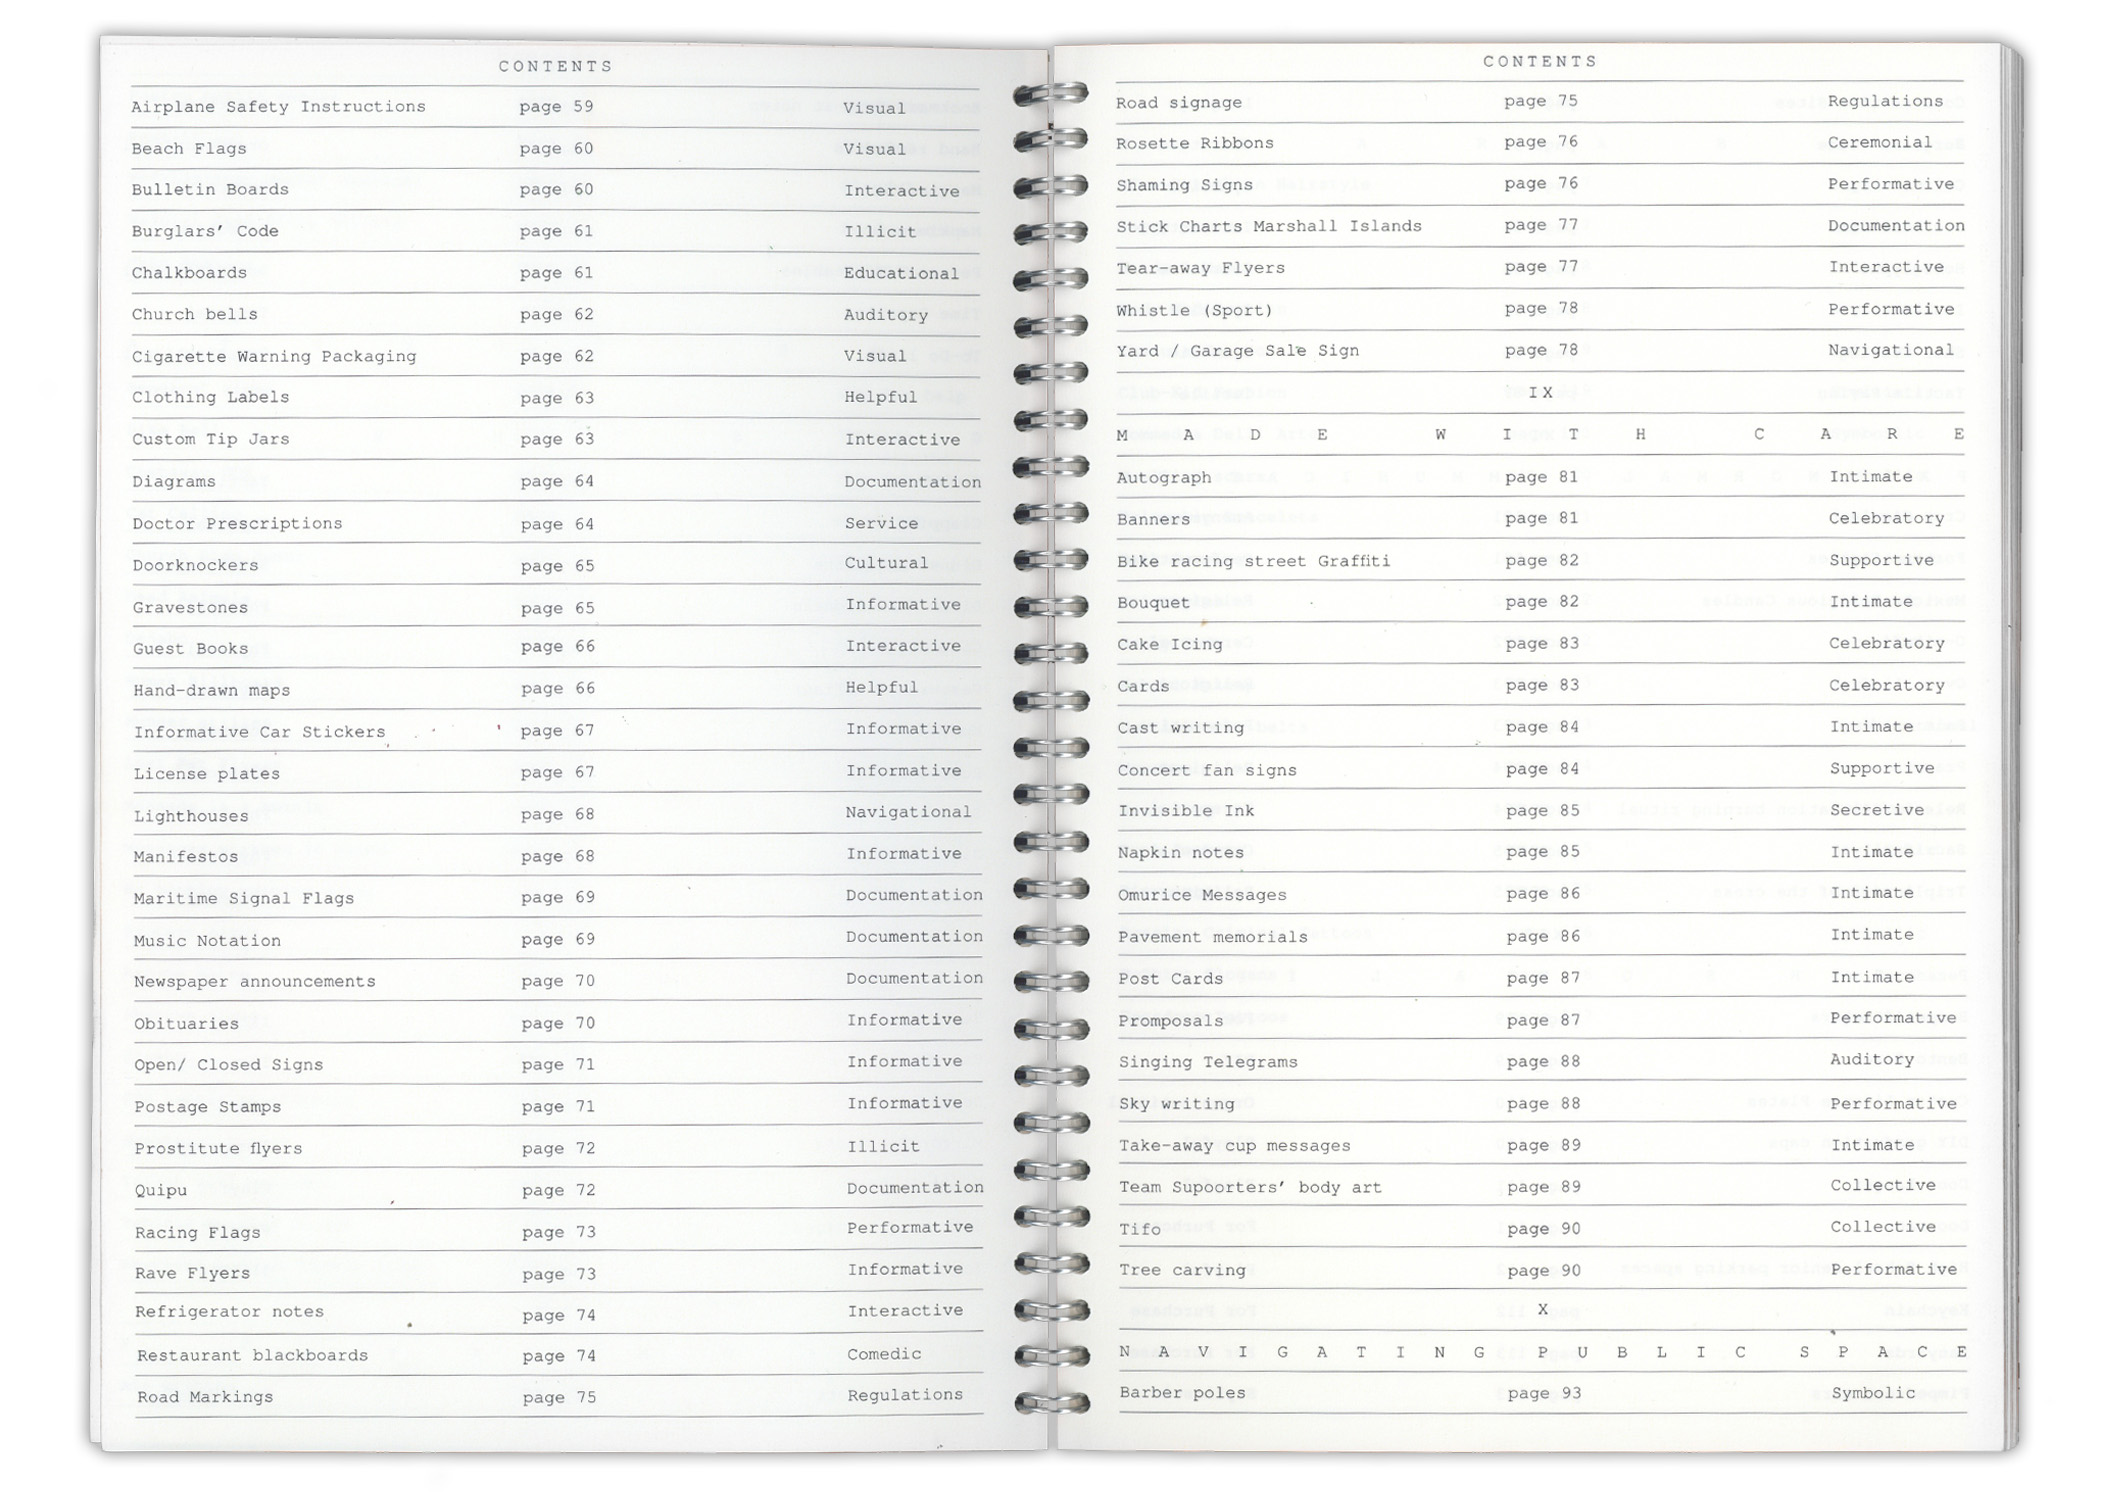 CONTENTS
Airplane Safety Instructions page 59 Visual
Beach Flags page 60 Visual
Bulletin Boards page 60 Interactive
Burglars’ Code page 61 Illicit
Chalkboards page 61 Educational
Church bells page 62 Auditory
Cigarette Warning Packaging page 62 Visual
Clothing Labels page 63 Helpful
Custom Tip Jars page 63 Interactive
Diagrams page 64 Documentation
Doctor Prescriptions page 64 Service
Doorknockers page 65 Cultural
Gravestones page 65 Informative
Guest Books page 66 Interactive
Hand-drawn maps page 66 Helpful
Informative Car Stickers page 67 Informative
License plates page 67 Informative
Lighthouses page 68 Navigational
Manifestos page 68 Informative
Maritime Signal Flags page 69 Documentation
Music Notation page 69 Documentation
Newspaper announcements page 70 Documentation
Obituaries page 70 Informative
Open/ Closed Signs page 71 Informative
Postage Stamps page 71 Informative
Prostitute flyers page 72 Illicit
Quipu page 72 Documentation
Racing Flags page 73 Performative
Rave Flyers page 73 Informative
Refrigerator notes page 74 Interactive
Restaurant blackboards page 74 Comedic
Road Markings page 75 Regulations
CONTENTS
Road signage page 75 Regulations
Rosette Ribbons page 76 Ceremonial
Shaming Signs page 76 Performative
Stick Charts Marshall Islands page 77 Documentation
Tear-away Flyers page 77 Interactive
Whistle (Sport) page 78 Performative
Yard / Garage Sale Sign page 78 Navigational
IX
MADE WITH CARE
Autograph page 81 Intimate
Banners page 81 Celebratory
Bike racing street Graffiti page 82 Supportive
Bouquet page 82 Intimate
Cake Icing page 83 Celebratory
Cards page 83 Celebratory
Cast writing page 84 Intimate
Concert fan signs page 84 Supportive
Invisible Ink page 85 Secretive
Napkin notes page 85 Intimate
Omurice Messages page 86 Intimate
Pavement memorials page 86 Intimate
Post Cards page 87 Intimate
Promposals page 87 Performative
Singing Telegrams page 88 Auditory
Sky writing page 88 Performative
Take-away cup messages page 89 Intimate
Team Supoorters’ body art page 89 Collective
Tifo page 90 Collective
Tree carving page 90 Performative
X
NAVIGATING PUBLIC SPACE
Barber poles page 93 Symbolic